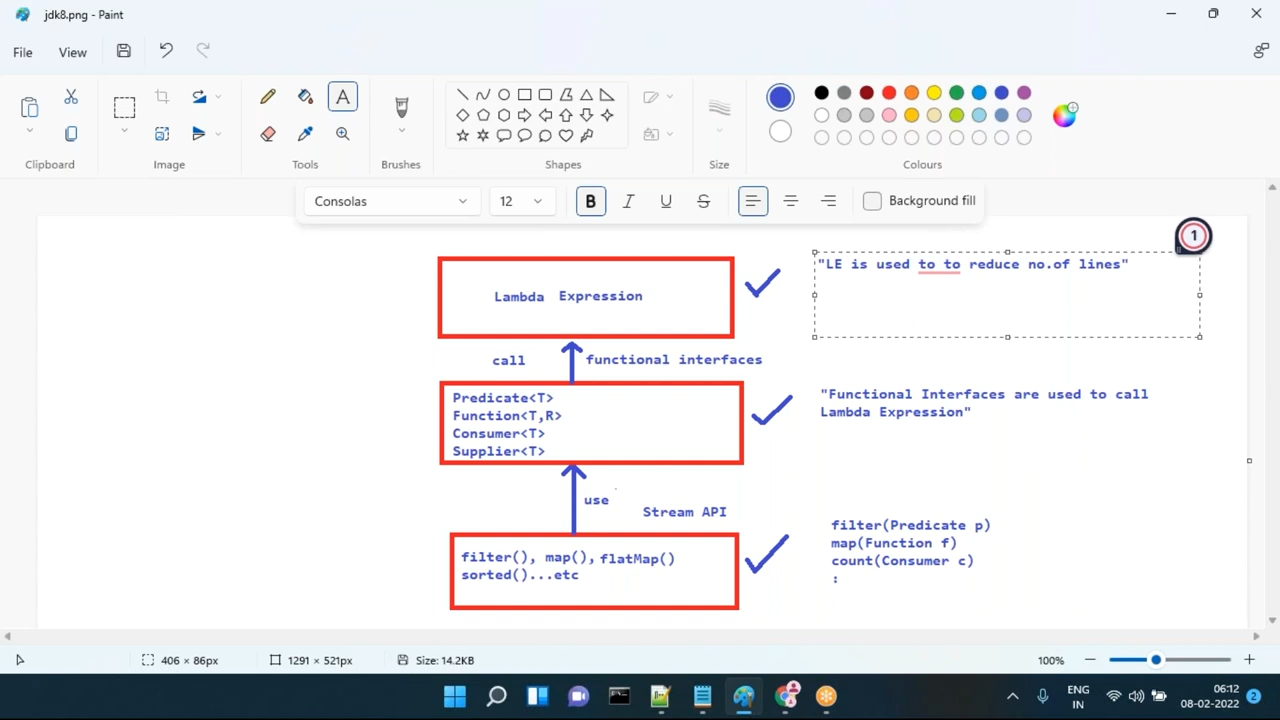 jdk8.png - Paint
File
View
Clipboard
Image
Tools
Brushes
Shapes
Size
Colours
Consolas
12
B
I
U
S
Background fill
1
Lambda Expression
"LE is used to to reduce no.of lines"
call
functional interfaces
Predicate<T>
Function<T,R>
Consumer<T>
Supplier<T>
"Functional Interfaces are used to call
Lambda Expression"
use
Stream API
filter(), map(), flatMap()
sorted()...etc
filter(Predicate p)
map(Function f)
count(Consumer c)
:
406 × 86px
1291 × 521px
Size: 14.2KB
100%
ENG
IN
06:12
08-02-2022
2